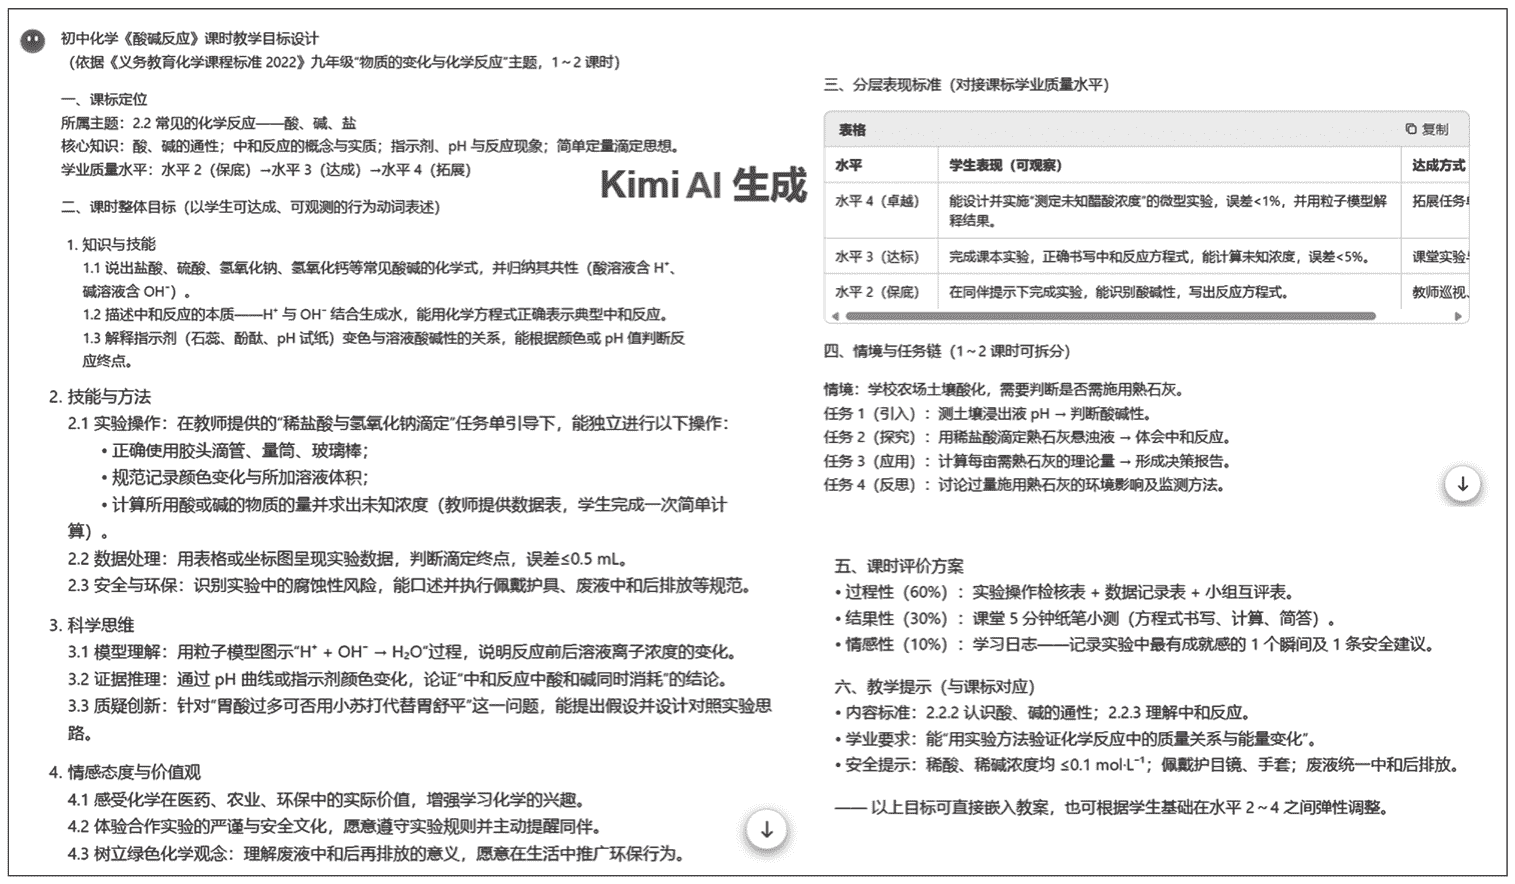 初中化学《酸碱反应》课时教学目标设计
（依据《义务教育化学课程标准 2022》九年级“物质的变化与化学反应”主题，1～2 课时）
一、课标定位
所属主题：2.2 常见的化学反应——酸、碱、盐
核心知识：酸、碱的通性；中和反应的概念与实质；指示剂、pH 与反应现象；简单定量滴定思想。
学业质量水平：水平 2（保底）→水平 3（达成）→水平 4（拓展）
Kimi AI 生成
二、课时整体目标（以学生可达成、可观测的行为动词表述）
1. 知识与技能
1.1 说出盐酸、硫酸、氢氧化钠、氢氧化钙等常见酸碱的化学式，并归纳其共性（酸溶液含 H⁺、
碱溶液含 OH⁻）。
1.2 描述中和反应的本质——H⁺ 与 OH⁻ 结合生成水，能用化学方程式正确表示典型中和反应。
1.3 解释指示剂（石蕊、酚酞、pH 试纸）变色与溶液酸碱性的关系，能根据颜色或 pH 值判断反
应终点。
2. 技能与方法
2.1 实验操作：在教师提供的“稀盐酸与氢氧化钠滴定”任务单引导下，能独立进行以下操作：
• 正确使用胶头滴管、量筒、玻璃棒；
• 规范记录颜色变化与所加溶液体积；
• 计算所用酸或碱的物质的量并求出未知浓度（教师提供数据表，学生完成一次简单计
算）。
2.2 数据处理：用表格或坐标图呈现实验数据，判断滴定终点，误差≤0.5 mL。
2.3 安全与环保：识别实验中的腐蚀性风险，能口述并执行佩戴护具、废液中和后排放等规范。
3. 科学思维
3.1 模型理解：用粒子模型图示“H⁺ + OH⁻ → H₂O”过程，说明反应前后溶液离子浓度的变化。
3.2 证据推理：通过 pH 曲线或指示剂颜色变化，论证“中和反应中酸和碱同时消耗”的结论。
3.3 质疑创新：针对“胃酸过多可否用小苏打代替胃舒平”这一问题，能提出假设并设计对照实验思
路。
4. 情感态度与价值观
4.1 感受化学在医药、农业、环保中的实际价值，增强学习化学的兴趣。
4.2 体验合作实验的严谨与安全文化，愿意遵守实验规则并主动提醒同伴。
4.3 树立绿色化学观念：理解废液中和后再排放的意义，愿意在生活中推广环保行为。
三、分层表现标准（对接课标学业质量水平）
表格 复制
水平 学生表现（可观察） 达成方式
水平 4（卓越） 能设计并实施“测定未知醋酸浓度”的微型实验，误差<1%，并用粒子模型解 拓展任务
释结果。
水平 3（达标） 完成课本实验，正确书写中和反应方程式，能计算未知浓度，误差<5%。 课堂实验
水平 2（保底） 在同伴提示下完成实验，能识别酸碱性，写出反应方程式。 教师巡视、
四、情境与任务链（1～2 课时可拆分）
情境：学校农场土壤酸化，需要判断是否需施用熟石灰。
任务 1（引入）：测土壤浸出液 pH → 判断酸碱性。
任务 2（探究）：用稀盐酸滴定熟石灰悬浊液 → 体会中和反应。
任务 3（应用）：计算每亩需熟石灰的理论量 → 形成决策报告。
任务 4（反思）：讨论过量施用熟石灰的环境影响及监测方法。
五、课时评价方案
• 过程性（60%）：实验操作检核表 + 数据记录表 + 小组互评表。
• 结果性（30%）：课堂 5 分钟纸笔小测（方程式书写、计算、简答）。
• 情感性（10%）：学习日志——记录实验中最有成就感的 1 个瞬间及 1 条安全建议。
六、教学提示（与课标对应）
• 内容标准：2.2.2 认识酸、碱的通性；2.2.3 理解中和反应。
• 学业要求：能“用实验方法验证化学反应中的质量关系与能量变化”。
• 安全提示：稀酸、稀碱浓度均 ≤0.1 mol·L⁻¹；佩戴护目镜、手套；废液统一中和后排放。
—— 以上目标可直接嵌入教案，也可根据学生基础在水平 2～4 之间弹性调整。